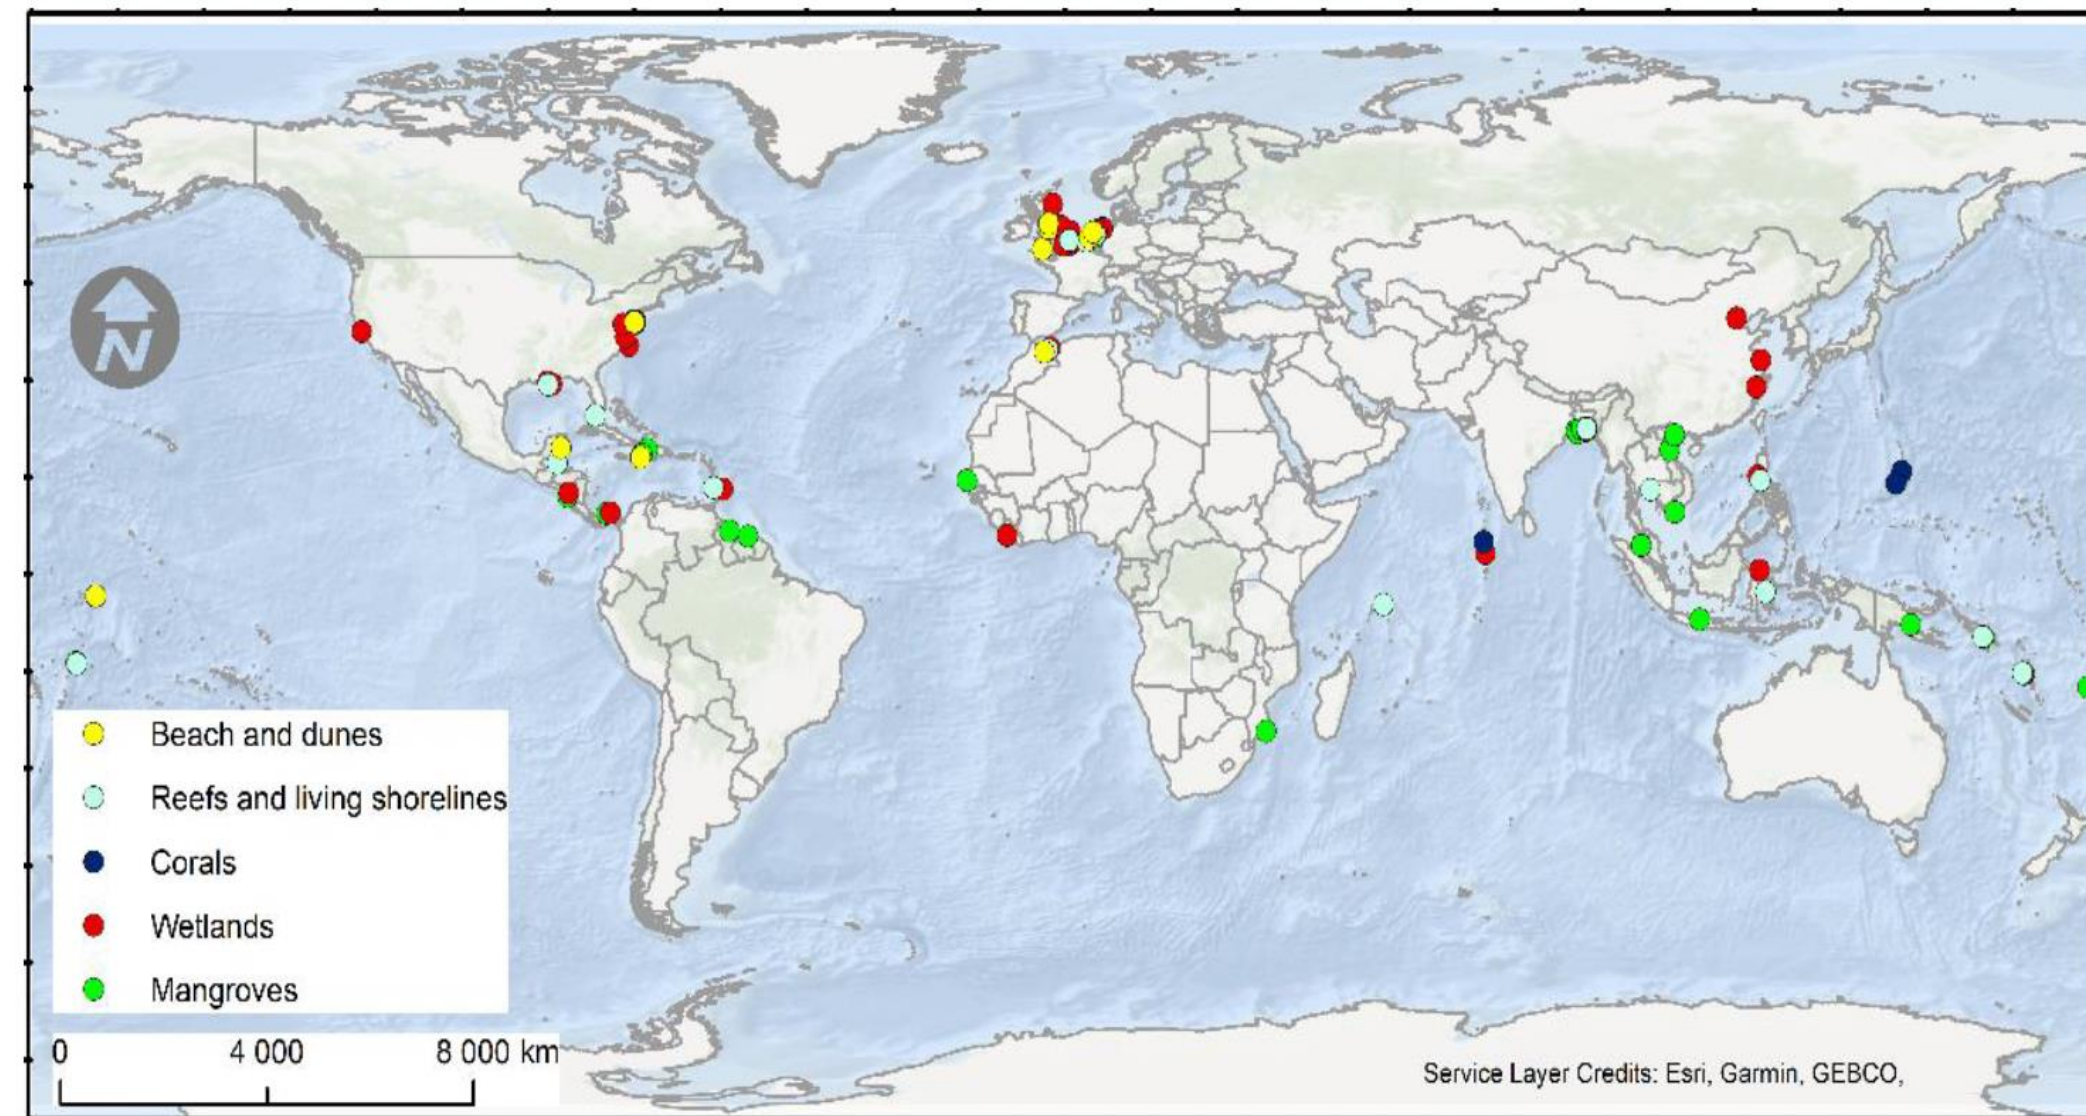 N
Beach and dunes
Reefs and living shorelines
Corals
Wetlands
Mangroves
0 4 000 8 000 km
Service Layer Credits: Esri, Garmin, GEBCO,